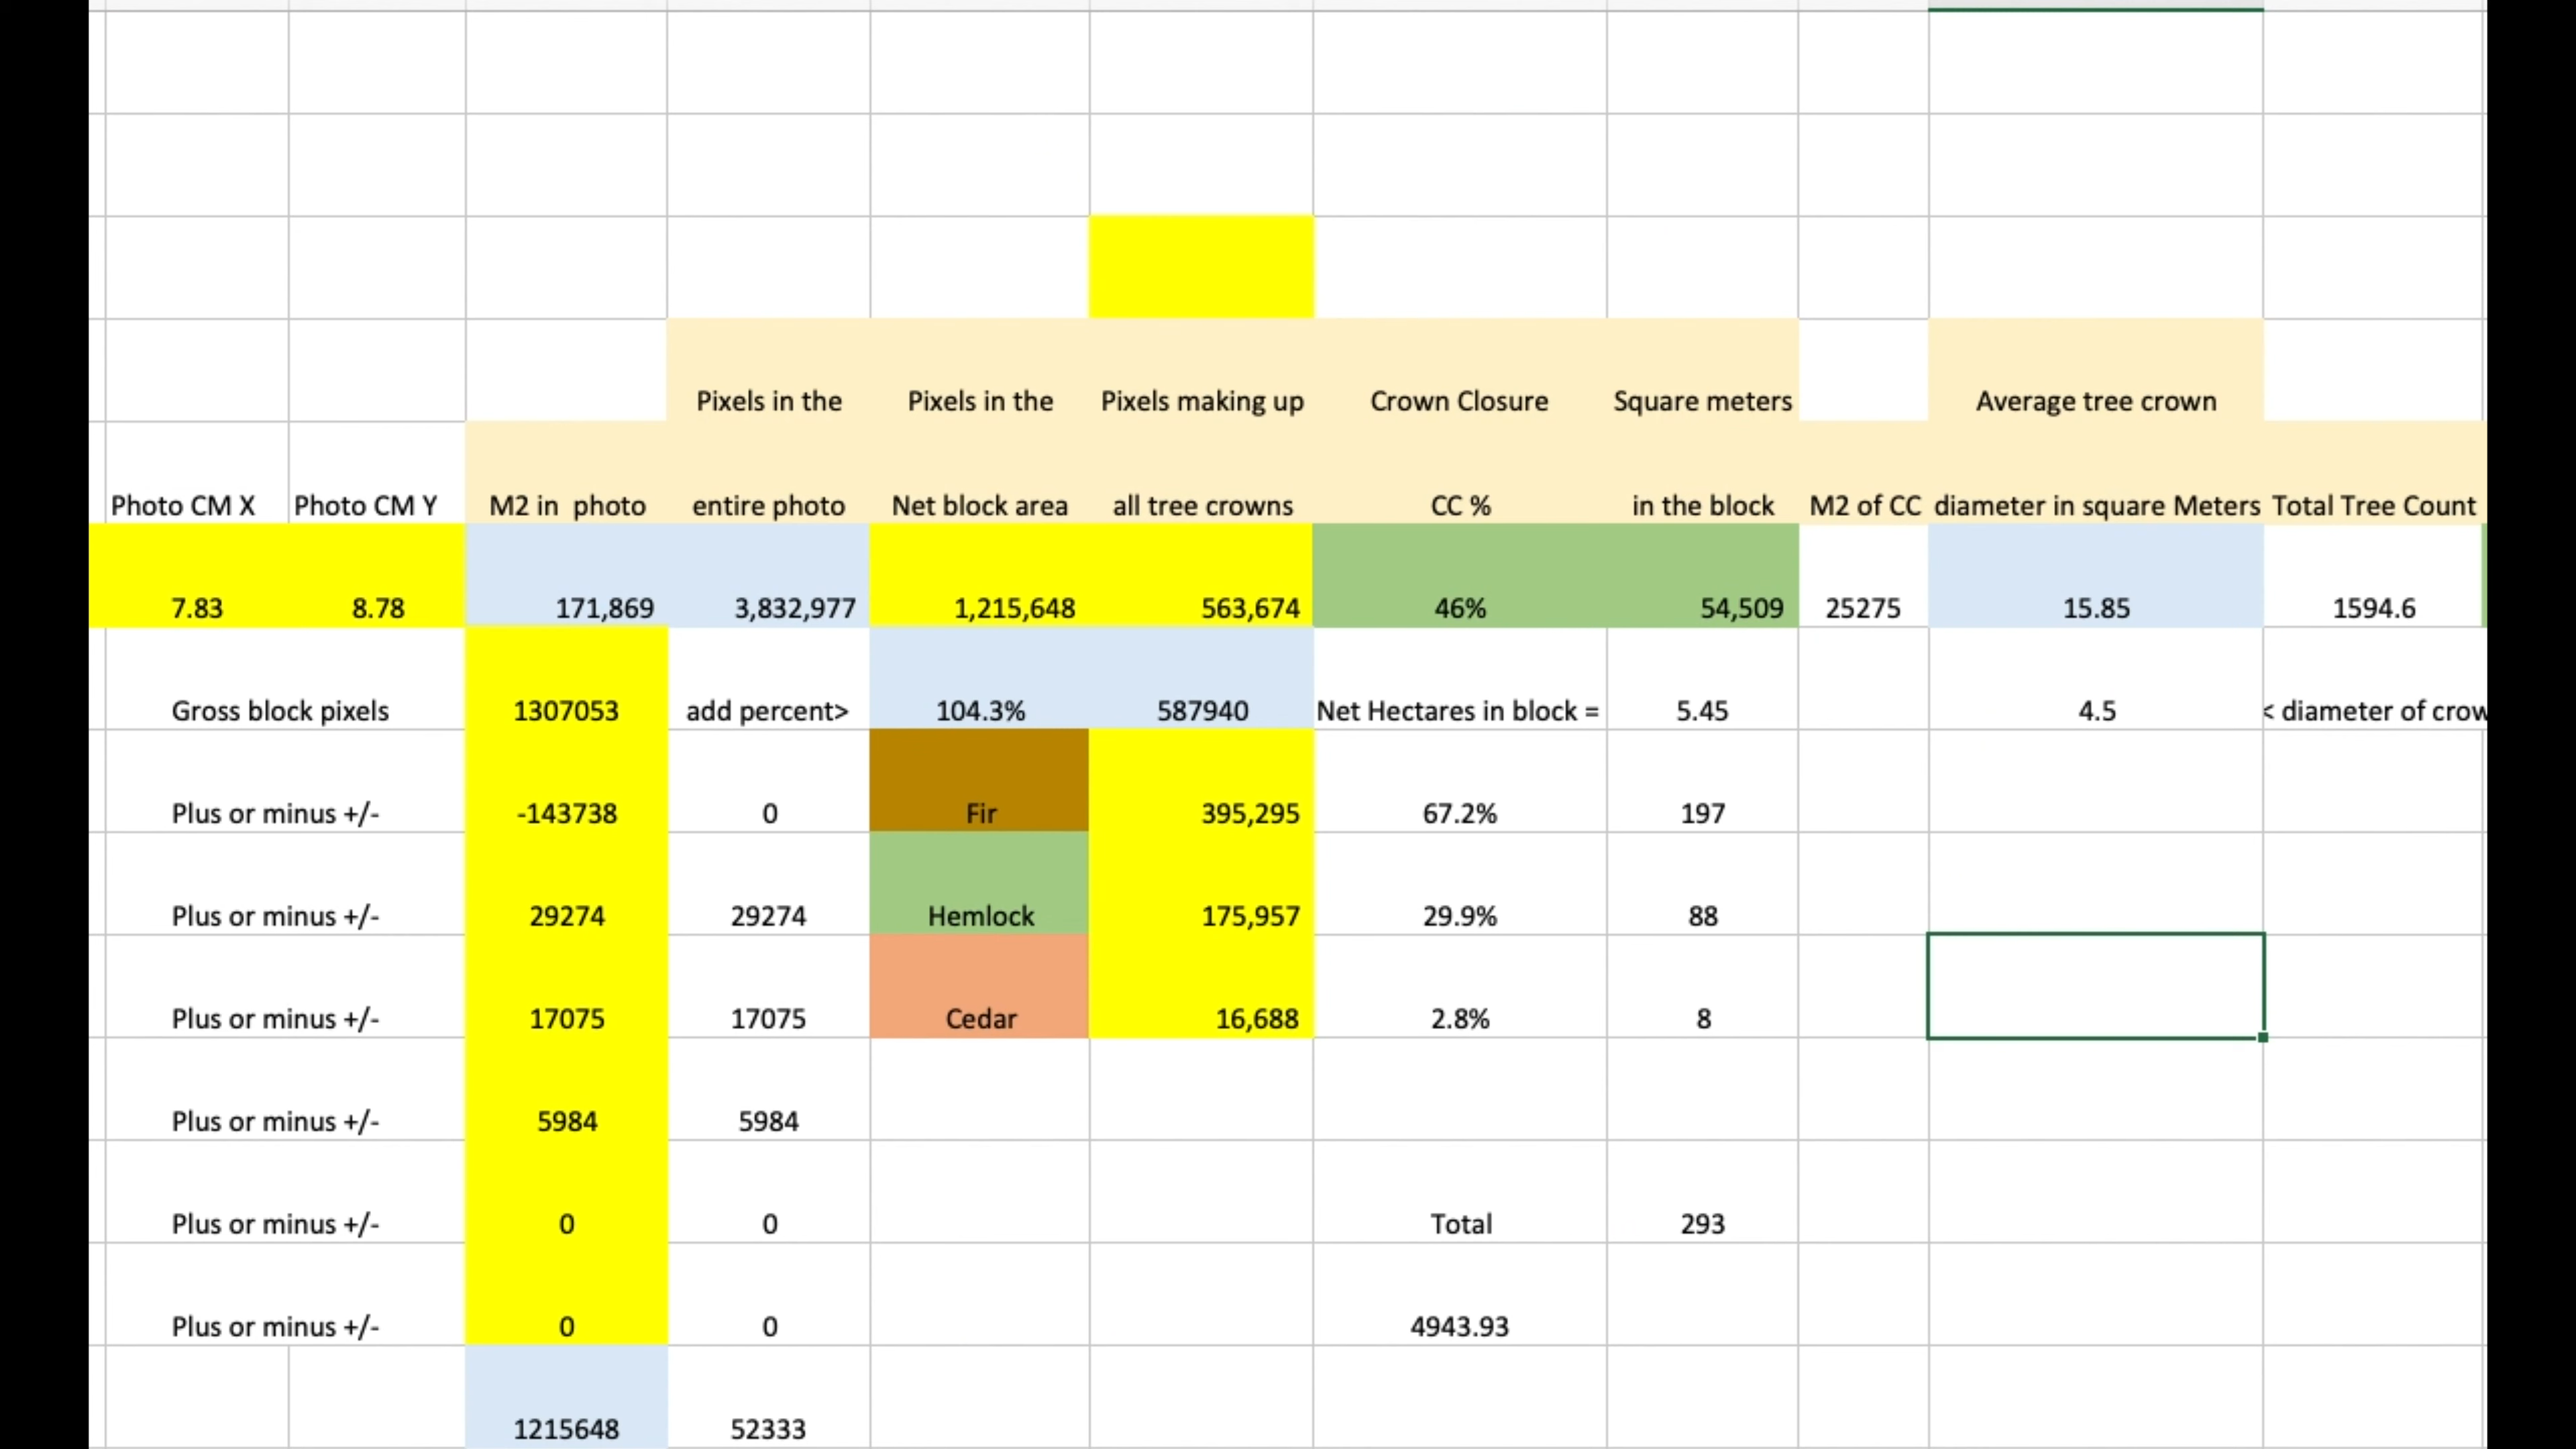 Pixels in the Pixels in the Pixels making up Crown Closure Square meters Average tree crown
Photo CM X Photo CM Y M2 in photo entire photo Net block area all tree crowns CC % in the block M2 of CC diameter in square Meters Total Tree Count
7.83 8.78 171,869 3,832,977 1,215,648 563,674 46% 54,509 25275 15.85 1594.6
Gross block pixels 1307053 add percent> 104.3% 587940 Net Hectares in block = 5.45 4.5 < diameter of crow
Plus or minus +/- -143738 0 Fir 395,295 67.2% 197
Plus or minus +/- 29274 29274 Hemlock 175,957 29.9% 88
Plus or minus +/- 17075 17075 Cedar 16,688 2.8% 8
Plus or minus +/- 5984 5984
Plus or minus +/- 0 0 Total 293
Plus or minus +/- 0 0 4943.93
1215648 52333